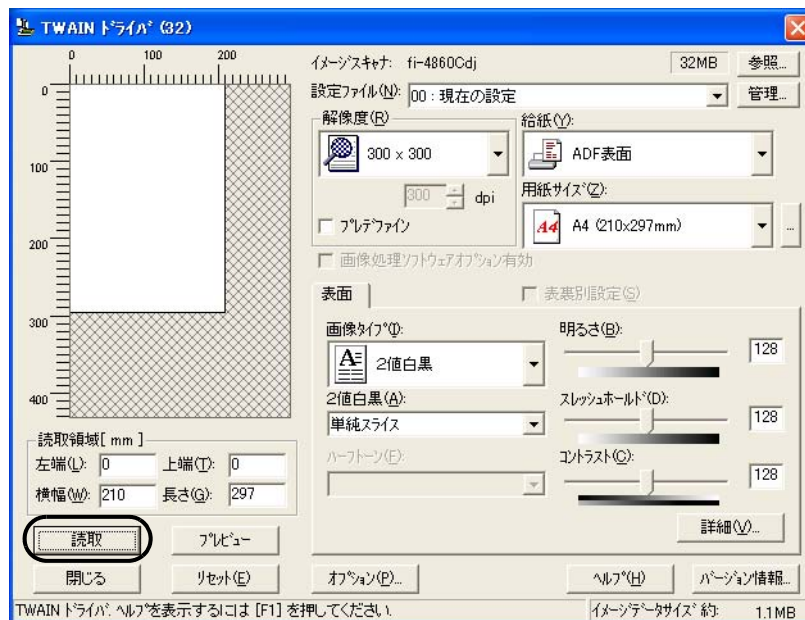 TWAIN ドライバ (32)
0 100 200
0
100
200
300
400
イメージスキャナ: fi-4860Cdj 32MB 参照...
設定ファイル(N): 00 : 現在の設定 管理...
解像度(R)
300 × 300
300 dpi
プレデファイン
給紙(Y):
ADF表面
用紙サイズ(Z):
A4 A4 (210x297mm) ...
画像処理ソフトウェアオプション有効
表面 表裏別設定(S)
画像タイプ(I):
A 2値白黒
2値白黒(A):
単純スライス
ハーフトーン(F):
明るさ(B):
128
スレッシュホールド(D):
128
コントラスト(C):
128
詳細(V)...
読取領域[ mm ]
左端(L): 0 上端(T): 0
横幅(W): 210 長さ(G): 297
読取 プレビュー
閉じる リセット(E) オプション(P)... ヘルプ(H) バージョン情報...
TWAIN ドライバ. ヘルプを表示するには [F1] を押してください. イメージデータサイズ 約: 1.1MB